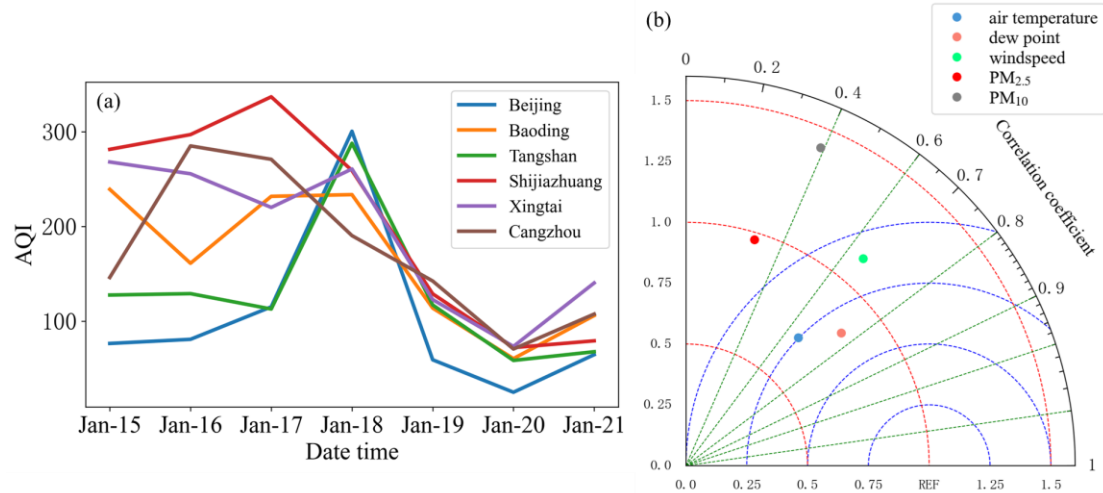 (a)
AQI
300
200
100
Beijing
Baoding
Tangshan
Shijiazhuang
Xingtai
Cangzhou
Jan-15 Jan-16 Jan-17 Jan-18 Jan-19 Jan-20 Jan-21
Date time
(b)
air temperature
dew point
windspeed
PM2.5
PM10
Correlation coefficient
0 0.2 0.4 0.6 0.7 0.8 0.9 1
1.5
1.25
1.0
0.75
0.5
0.25
0.0
0.0 0.25 0.5 0.75 REF 1.25 1.5